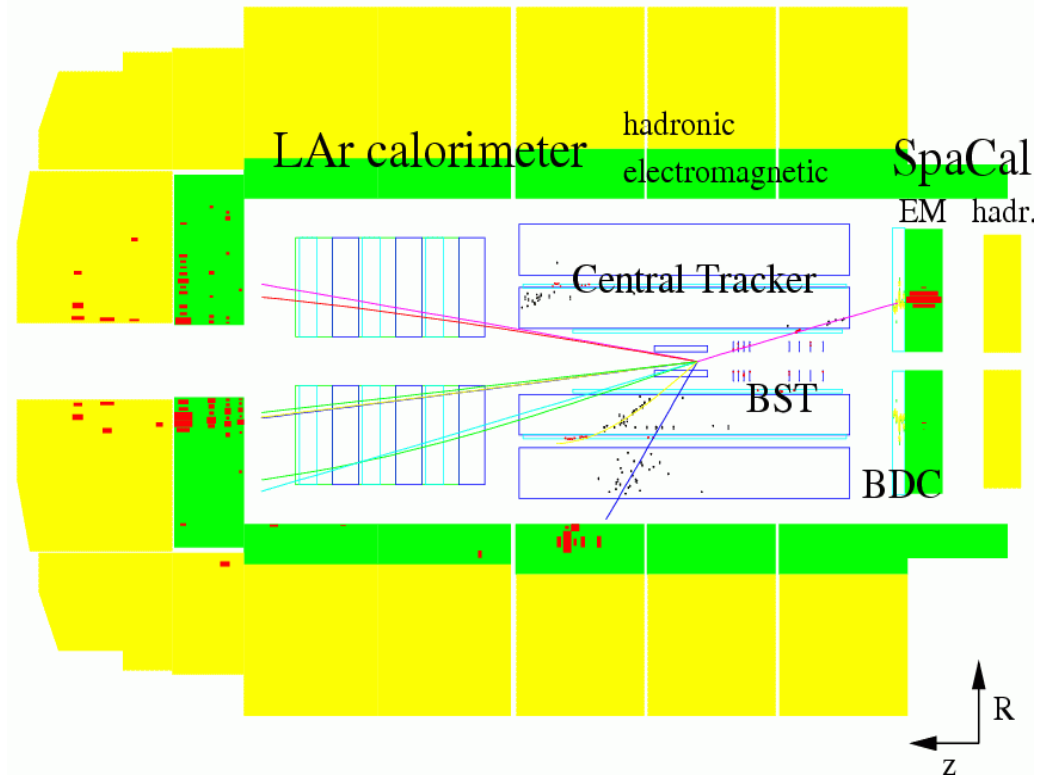 LAr calorimeter
hadronic
electromagnetic
SpaCal
EM hadr.
Central Tracker
BST
BDC
R
z